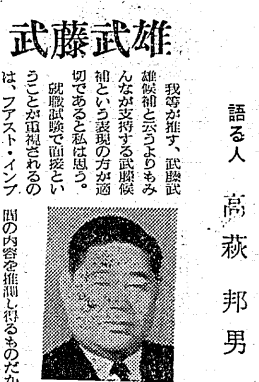 武藤武雄
語る人　高萩邦男
我等が推す、武藤武
雄候補と云うよりもみ
んなが支持する武藤候
補という表現の方が適
切であると私は思う。
就職試験で面接とい
うことが重視されるの
は、フアスト・インプ
間の内容を推測し得るものだか